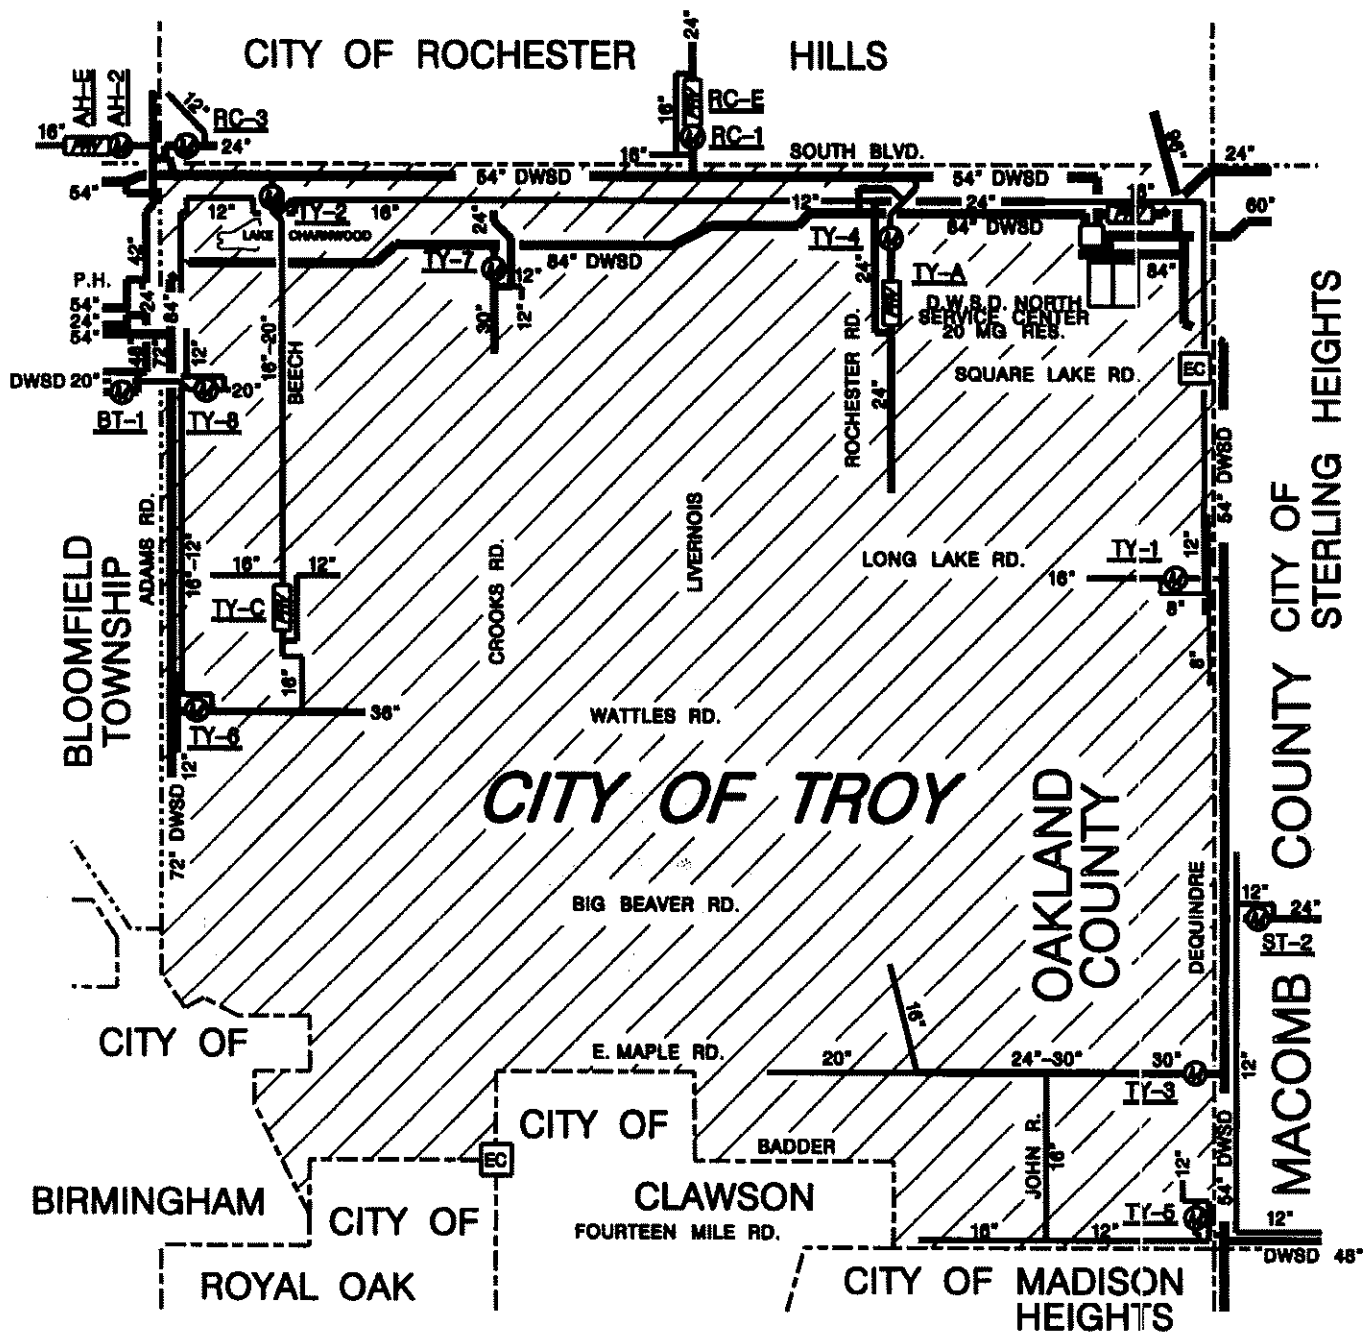 CITY OF ROCHESTER HILLS
24"
AH-E
AH-2
16"
12"
RC-3
24"
16"
RC-E
RC-1
16"
SOUTH BLVD.
24"
54"
54" DWSD
54" DWSD
12"
TY-2
16"
LAKE CHARNWOOD
24"
12"
24"
60"
TY-4
84" DWSD
42"
TY-7
12"
84" DWSD
24"
TY-A
84"
P.H.
54"
24"
54"
24"
84"
48"
72"
12"
16"-20"
BEECH
30"
12"
D.W.S.D. NORTH
SERVICE CENTER
20 MG RES.
ROCHESTER RD.
24"
SQUARE LAKE RD.
EC
DWSD 20"
20"
BT-1
TY-8
54" DWSD
ADAMS RD.
16"-12"
CROOKS RD.
LIVERNOIS
LONG LAKE RD.
TY-1
12"
16"
8"
BLOOMFIELD
TOWNSHIP
16"
12"
TY-C
16"
CITY OF
STERLING HEIGHTS
WATTLES RD.
36"
TY-6
12"
72" DWSD
CITY OF TROY
OAKLAND
COUNTY
MACOMB COUNTY
BIG BEAVER RD.
DEQUINDRE
12"
24"
ST-2
CITY OF
BIRMINGHAM
E. MAPLE RD.
20"
24"-30"
30"
TY-3
12"
CITY OF
CLAWSON
BADDER
JOHN R.
16"
12"
54" DWSD
EC
CITY OF
ROYAL OAK
FOURTEEN MILE RD.
TY-5
16"
12"
12"
DWSD 48"
CITY OF MADISON
HEIGHTS